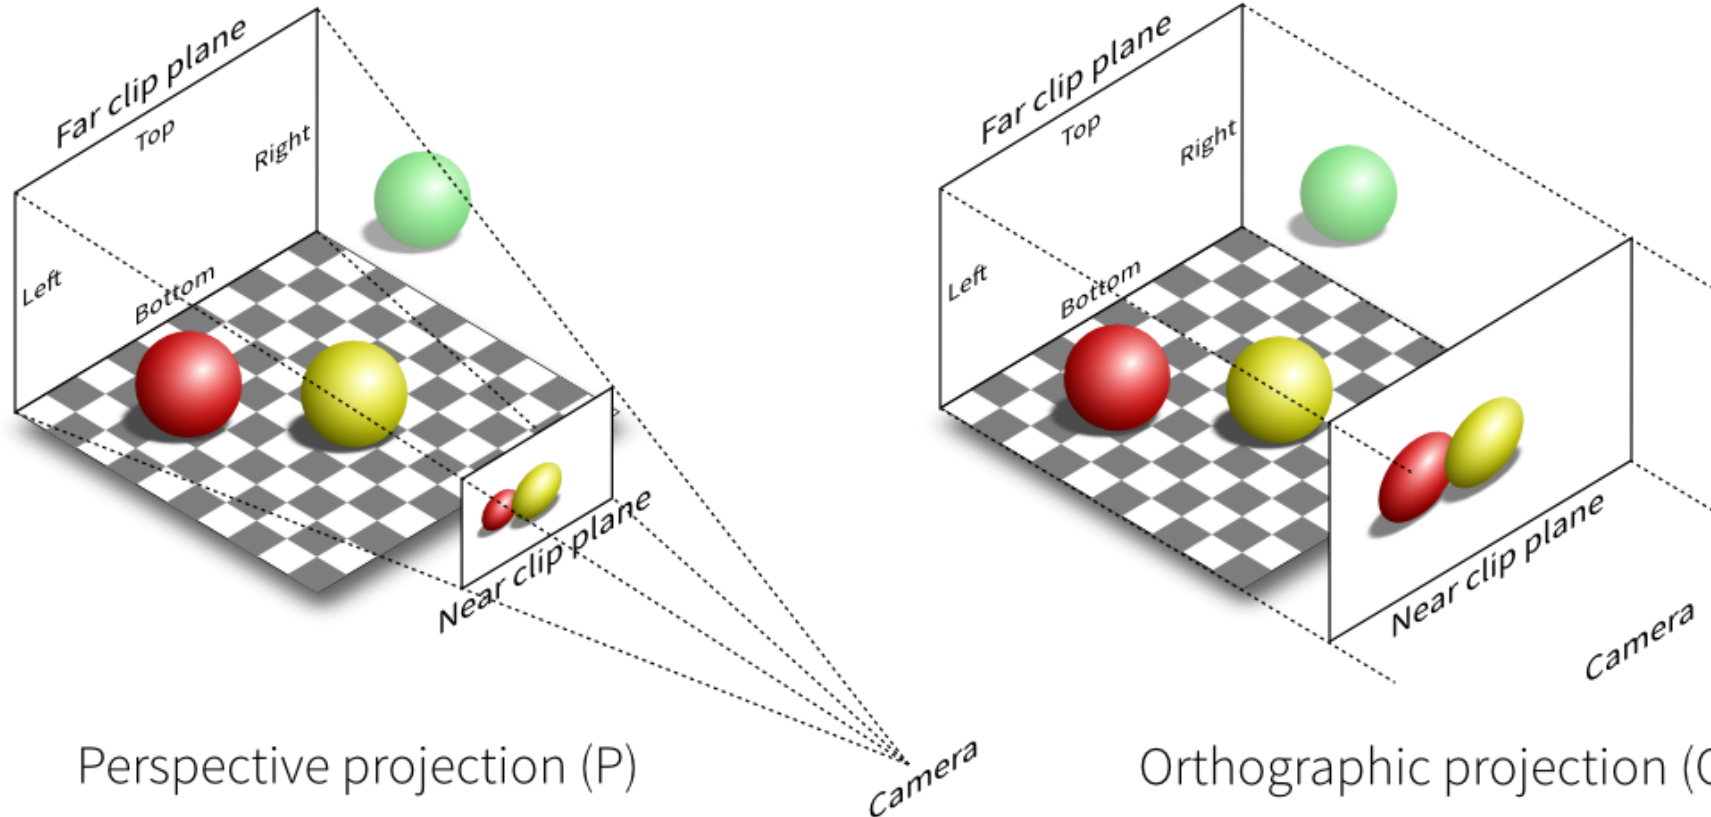 Far clip plane
Top
Right
Left
Bottom
Near clip plane
Camera
Perspective projection (P)
Far clip plane
Top
Right
Left
Bottom
Near clip plane
Camera
Orthographic projection (